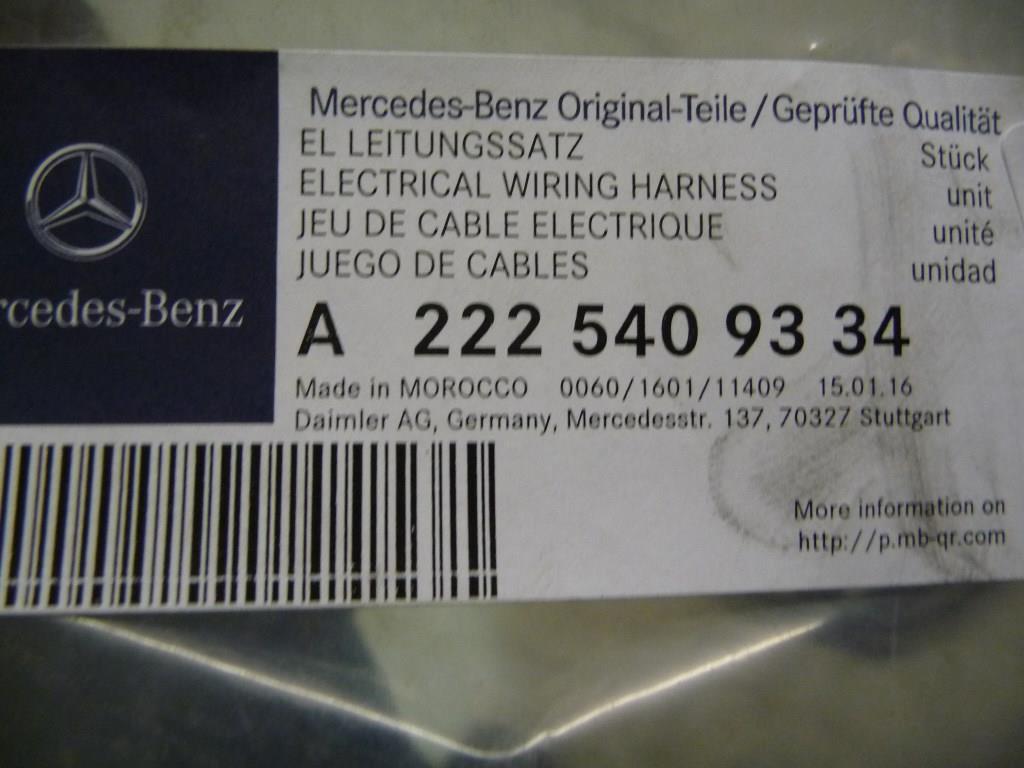 Mercedes-Benz Original-Teile/Geprüfte Qualität
EL LEITUNGSSATZ Stück
ELECTRICAL WIRING HARNESS unit
JEU DE CABLE ELECTRIQUE unité
JUEGO DE CABLES unidad
rcedes-Benz
A 222 540 93 34
Made in MOROCCO 0060/1601/11409 15.01.16
Daimler AG, Germany, Mercedesstr. 137, 70327 Stuttgart
More information on
http://p.mb-qr.com